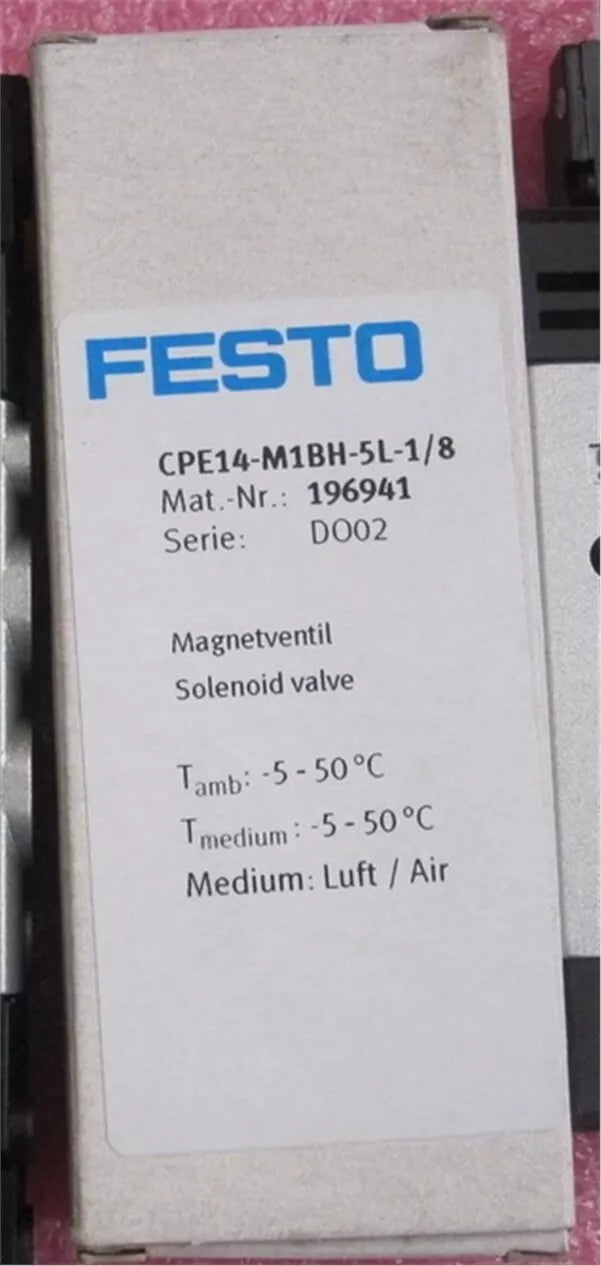 FESTO
CPE14-M1BH-5L-1/8
Mat.-Nr.: 196941
Serie: DO02
Magnetventil
Solenoid valve
Tamb: -5 - 50 °C
Tmedium : -5 - 50 °C
Medium: Luft / Air